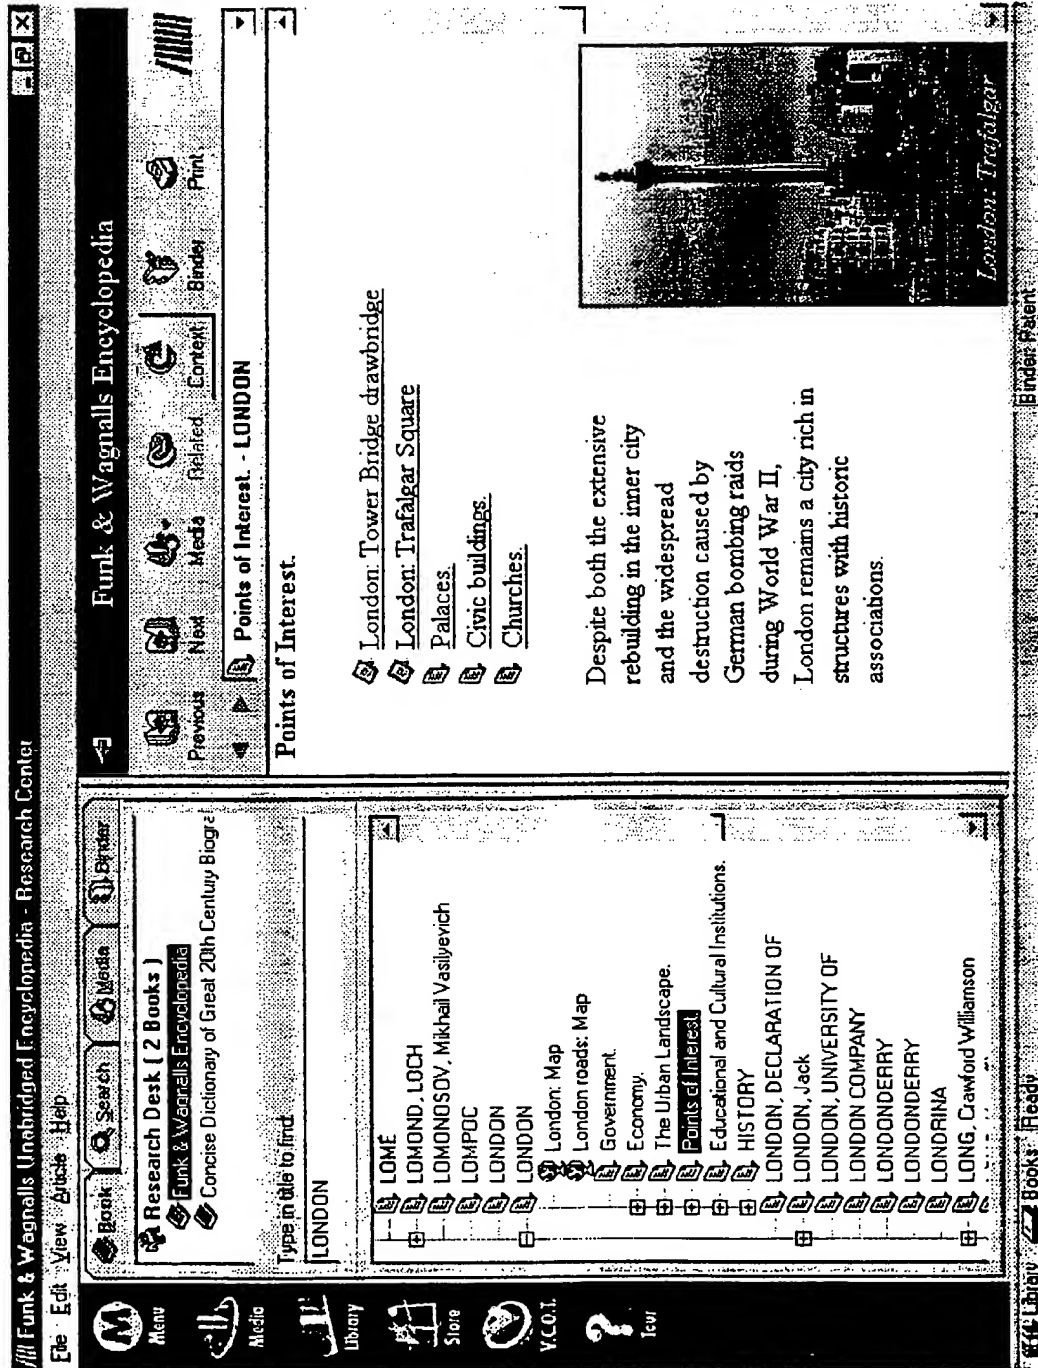 Funk & Wagnalls Unabridged Encyclopedia - Research Center
File Edit View Article Help
Menu
Media
Library
Store
Y.C.O.T.
Tour
Book Search Media Binder
Research Desk ( 2 Books )
Funk & Wagnalls Encyclopedia
Concise Dictionary of Great 20th Century Biogra
Type in title to find
LONDON
LOME
LOMOND, LOCH
LOMONOSOV, Mikhail Vasilyevich
LOMPOC
LONDON
LONDON
London: Map
London roads: Map
Government.
Economy.
The Urban Landscape.
Points of Interest.
Educational and Cultural Institutions.
HISTORY
LONDON, DECLARATION OF
LONDON, Jack
LONDON, UNIVERSITY OF
LONDON COMPANY
LONDONDERRY
LONDONDERRY
LONDRINA
LONG, Crawford Williamson
Funk & Wagnalls Encyclopedia
Previous Next Media Related Context Binder Print
Points of Interest. - LONDON
Points of Interest.
London: Tower Bridge drawbridge
London: Trafalgar Square
Palaces.
Civic buildings.
Churches.
Despite both the extensive
rebuilding in the inner city
and the widespread
destruction caused by
German bombing raids
during World War II,
London remains a city rich in
structures with historic
associations.
London: Trafalgar
Library Books Ready
Binder: Patent